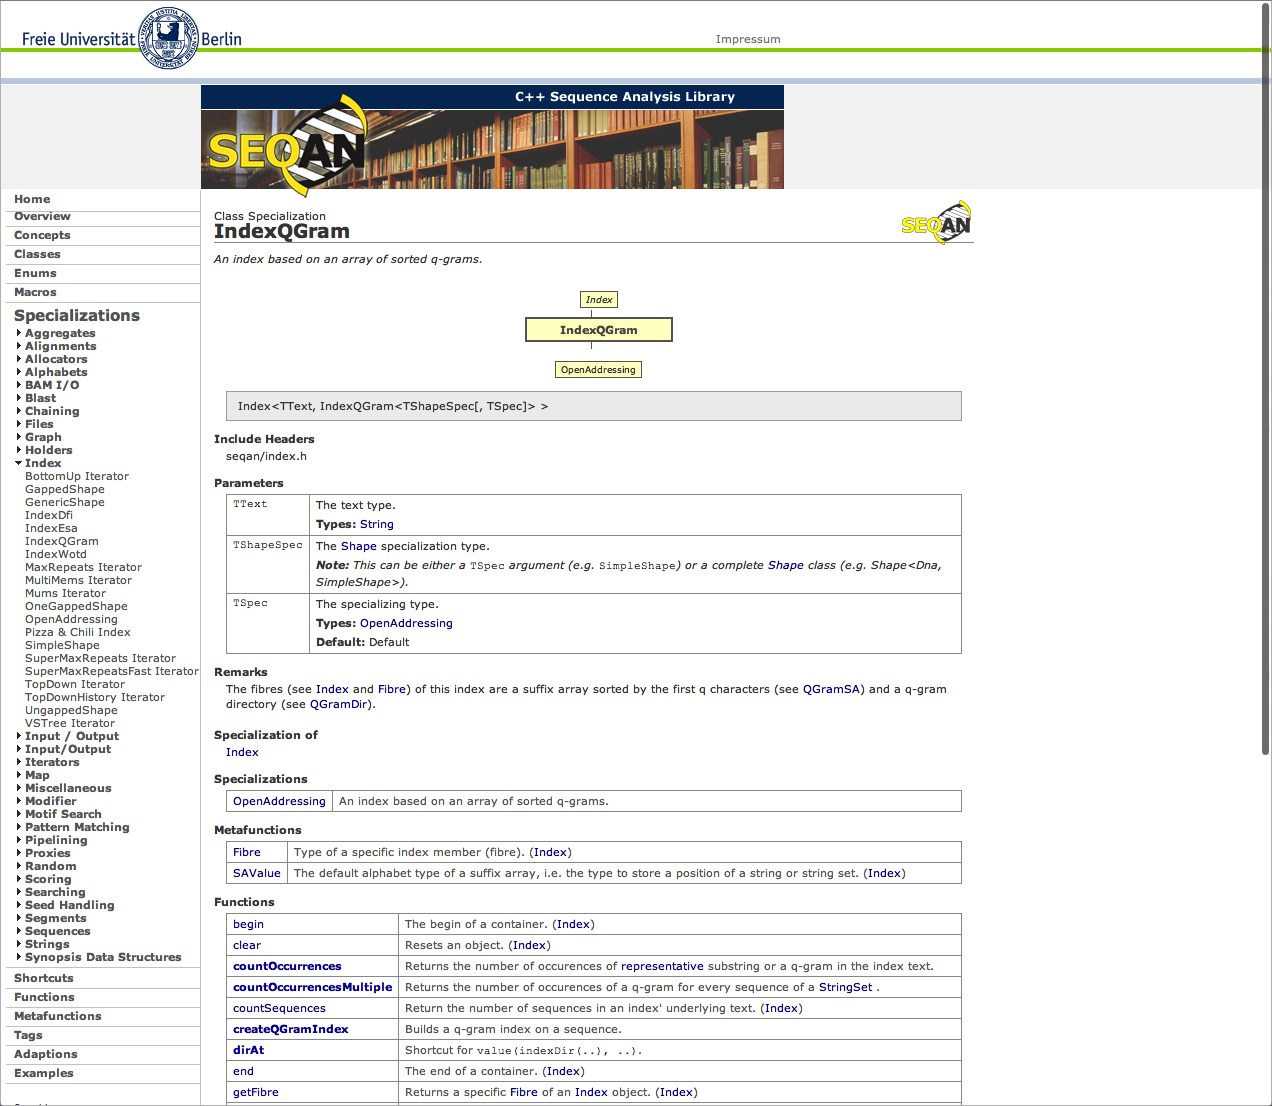 Freie Universität Berlin
Impressum
C++ Sequence Analysis Library
SEQAN
Home
Overview
Concepts
Classes
Enums
Macros
Specializations
Aggregates
Alignments
Allocators
Alphabets
BAM I/O
Blast
Chaining
Files
Graph
Holders
Index
BottomUp Iterator
GappedShape
GenericShape
IndexDfi
IndexEsa
IndexQGram
IndexWotd
MaxRepeats Iterator
MultiMems Iterator
Mums Iterator
OneGappedShape
OpenAddressing
Pizza & Chili Index
SimpleShape
SuperMaxRepeats Iterator
SuperMaxRepeatsFast Iterator
TopDown Iterator
TopDownHistory Iterator
UngappedShape
VSTree Iterator
Input / Output
Input/Output
Iterators
Map
Miscellaneous
Modifier
Motif Search
Pattern Matching
Pipelining
Proxies
Random
Scoring
Searching
Seed Handling
Segments
Sequences
Strings
Synopsis Data Structures
Shortcuts
Functions
Metafunctions
Tags
Adaptions
Examples
Class Specialization
IndexQGram
SEQAN
An index based on an array of sorted q-grams.
Index
IndexQGram
OpenAddressing
Index<TText, IndexQGram<TShapeSpec[, TSpec]> >
Include Headers
seqan/index.h
Parameters
TText The text type.
Types: String
TShapeSpec The Shape specialization type.
Note: This can be either a TSpec argument (e.g. SimpleShape) or a complete Shape class (e.g. Shape<Dna,
SimpleShape>).
TSpec The specializing type.
Types: OpenAddressing
Default: Default
Remarks
The fibres (see Index and Fibre) of this index are a suffix array sorted by the first q characters (see QGramSA) and a q-gram
directory (see QGramDir).
Specialization of
Index
Specializations
OpenAddressing An index based on an array of sorted q-grams.
Metafunctions
Fibre Type of a specific index member (fibre). (Index)
SAValue The default alphabet type of a suffix array, i.e. the type to store a position of a string or string set. (Index)
Functions
begin The begin of a container. (Index)
clear Resets an object. (Index)
countOccurrences Returns the number of occurences of representative substring or a q-gram in the index text.
countOccurrencesMultiple Returns the number of occurences of a q-gram for every sequence of a StringSet .
countSequences Return the number of sequences in an index' underlying text. (Index)
createQGramIndex Builds a q-gram index on a sequence.
dirAt Shortcut for value(indexDir(..), ..).
end The end of a container. (Index)
getFibre Returns a specific Fibre of an Index object. (Index)